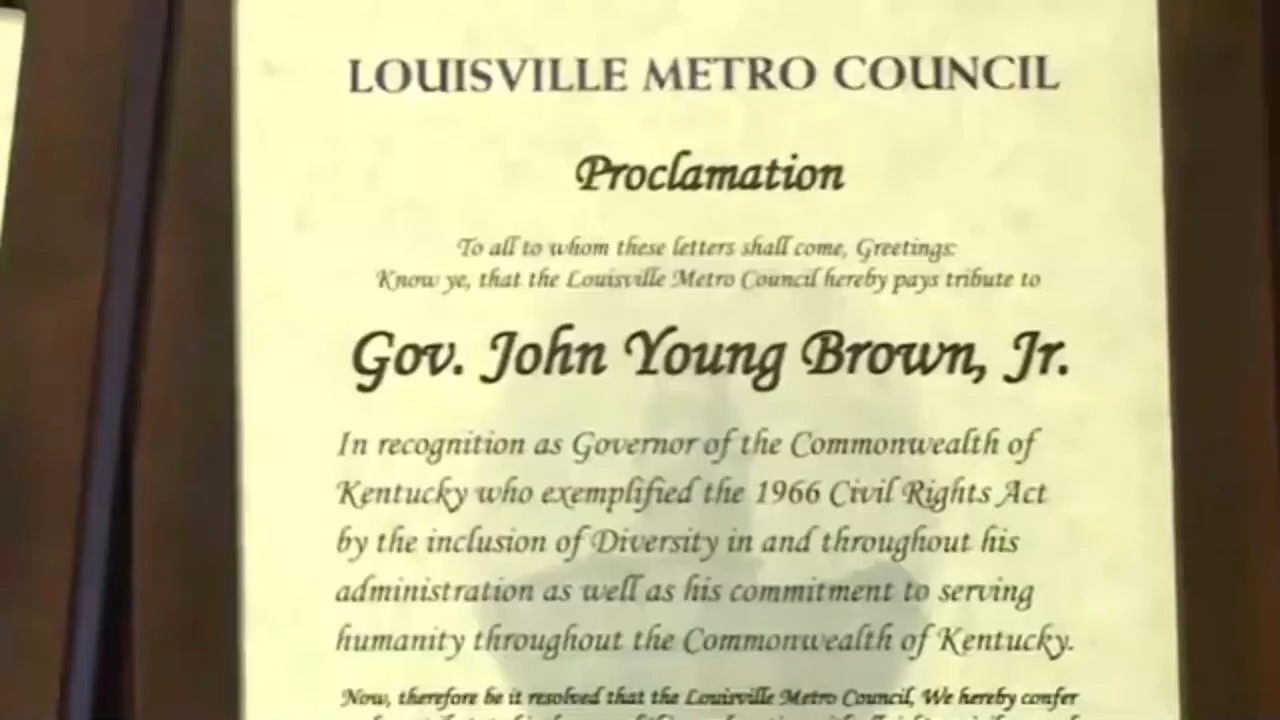 LOUISVILLE METRO COUNCIL
Proclamation
To all to whom these letters shall come, Greetings:
Know ye, that the Louisville Metro Council hereby pays tribute to
Gov. John Young Brown, Jr.
In recognition as Governor of the Commonwealth of
Kentucky who exemplified the 1966 Civil Rights Act
by the inclusion of Diversity in and throughout his
administration as well as his commitment to serving
humanity throughout the Commonwealth of Kentucky.
Now, therefore be it resolved that the Louisville Metro Council, We hereby confer